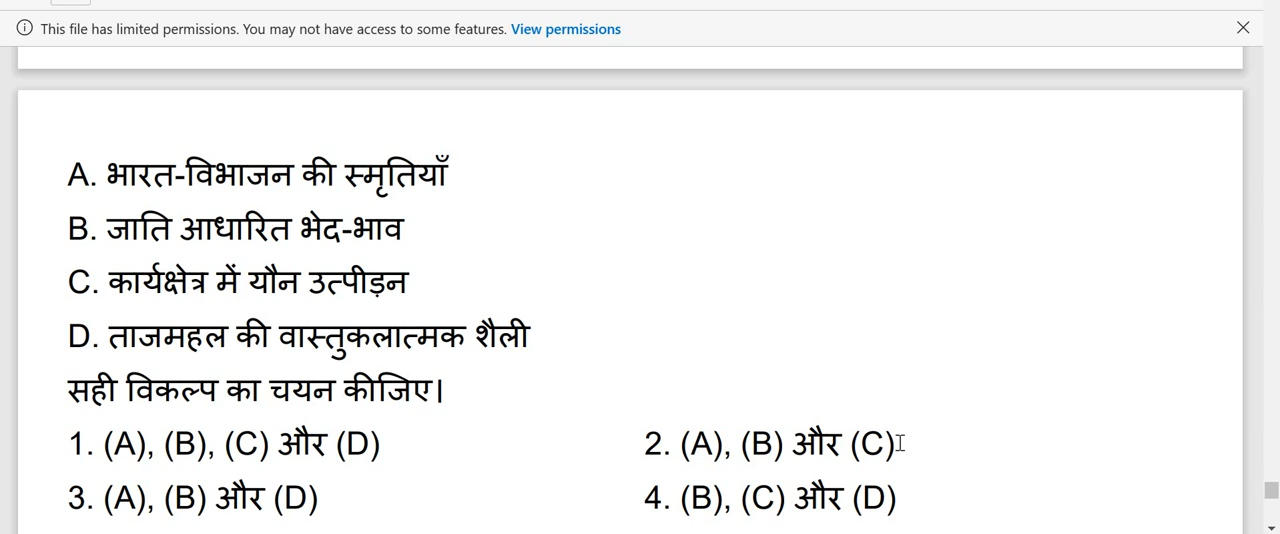 This file has limited permissions. You may not have access to some features. View permissions
A. भारत-विभाजन की स्मृतियाँ
B. जाति आधारित भेद-भाव
C. कार्यक्षेत्र में यौन उत्पीड़न
D. ताजमहल की वास्तुकलात्मक शैली
सही विकल्प का चयन कीजिए।
1. (A), (B), (C) और (D) 2. (A), (B) और (C)
3. (A), (B) और (D) 4. (B), (C) और (D)